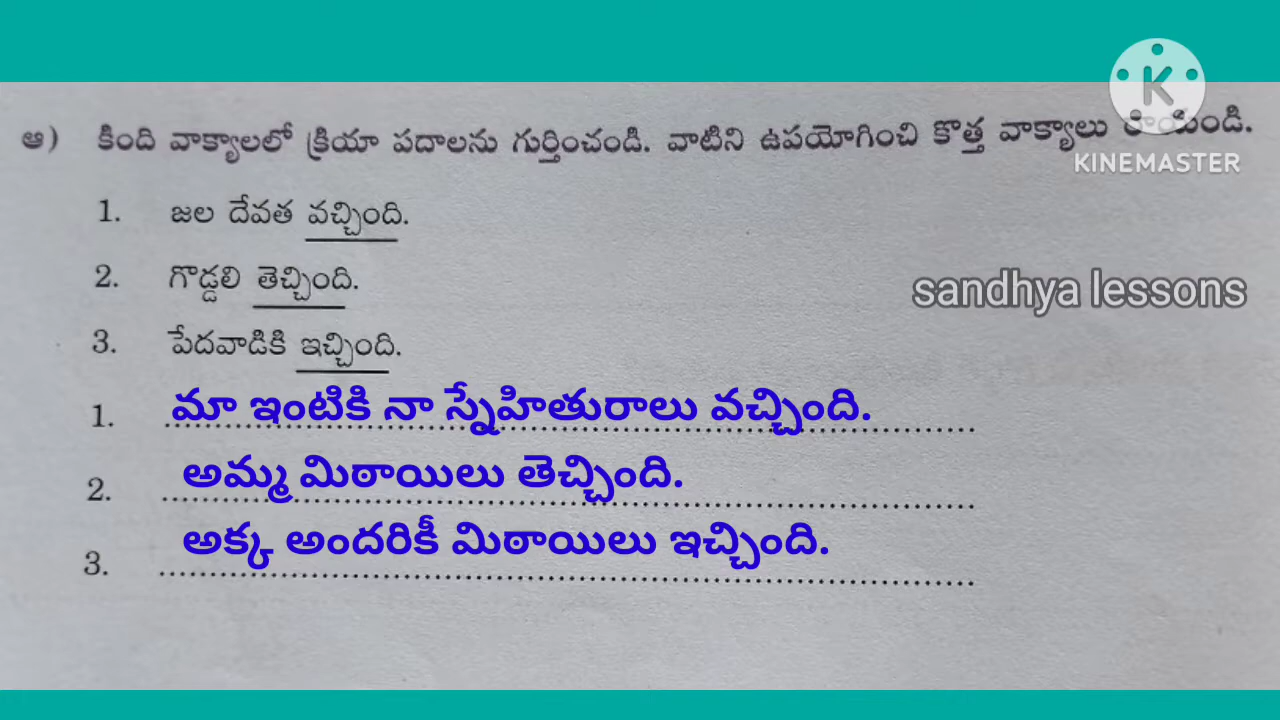 ఆ) కింది వాక్యాలలో క్రియా పదాలను గుర్తించండి. వాటిని ఉపయోగించి కొత్త వాక్యాలు రాయండి.
KINEMASTER
1. జల దేవత వచ్చింది.
2. గొడ్డలి తెచ్చింది.
sandhya lessons
3. పేదవాడికి ఇచ్చింది.
1. మా ఇంటికి నా స్నేహితురాలు వచ్చింది.
2. అమ్మ మిఠాయిలు తెచ్చింది.
3. అక్క అందరికీ మిఠాయిలు ఇచ్చింది.